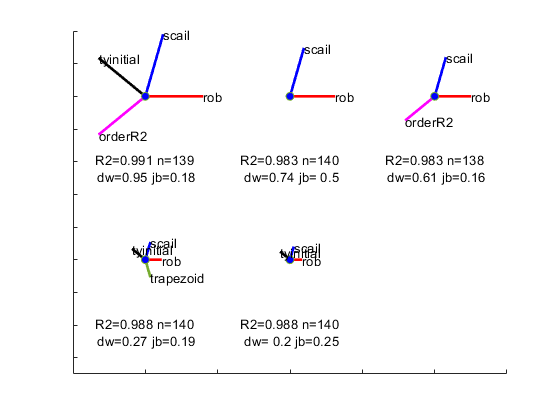 scail
tyinitial
rob
orderR2
R2=0.991 n=139
dw=0.95 jb=0.18
scail
rob
R2=0.983 n=140
dw=0.74 jb= 0.5
scail
rob
orderR2
R2=0.983 n=138
dw=0.61 jb=0.16
scail
tyinitial
rob
trapezoid
R2=0.988 n=140
dw=0.27 jb=0.19
scail
tyinitial
rob
R2=0.988 n=140
dw= 0.2 jb=0.25